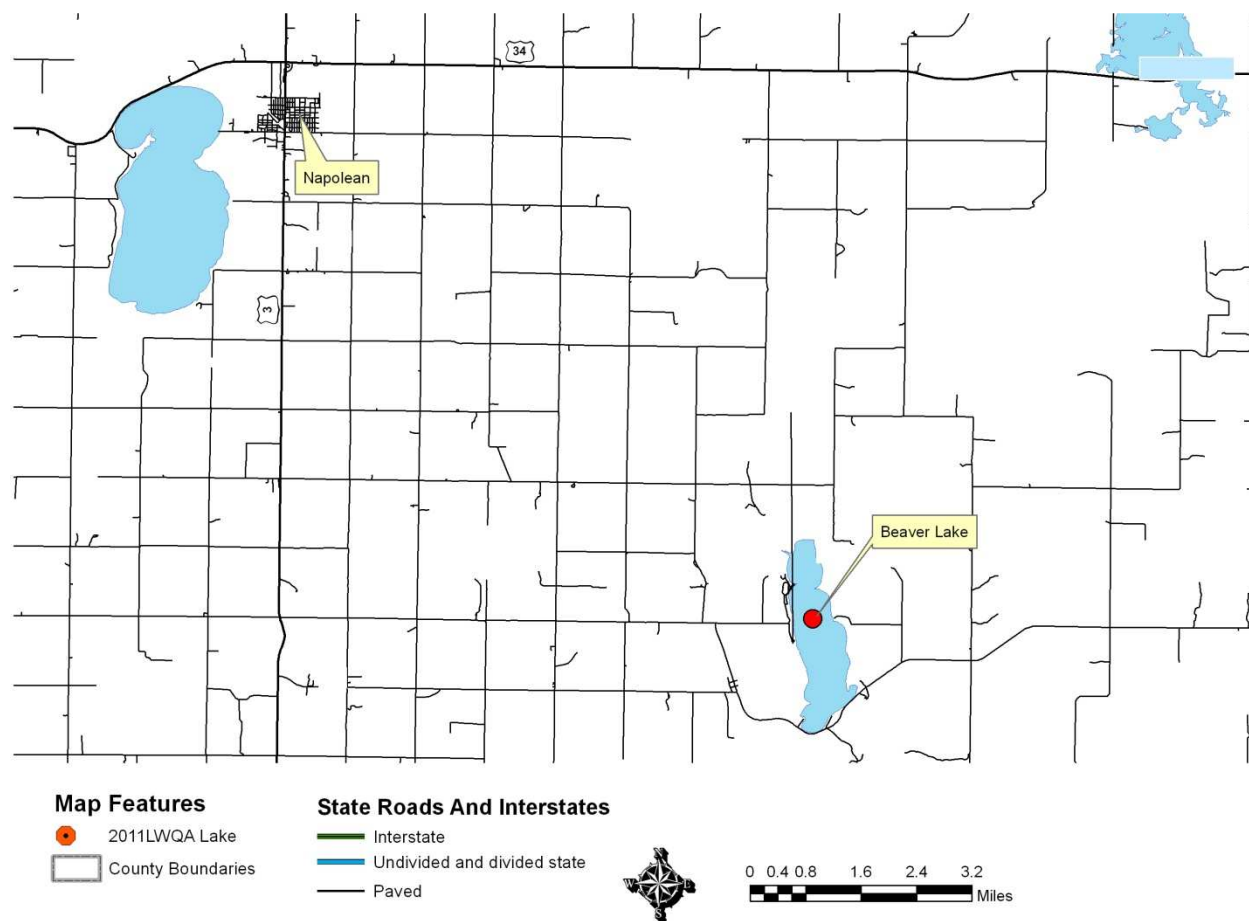 34
Napolean
3
Beaver Lake
Map Features
2011LWQA Lake
County Boundaries
State Roads And Interstates
Interstate
Undivided and divided state
Paved
N
W E
S
0 0.4 0.8 1.6 2.4 3.2
Miles